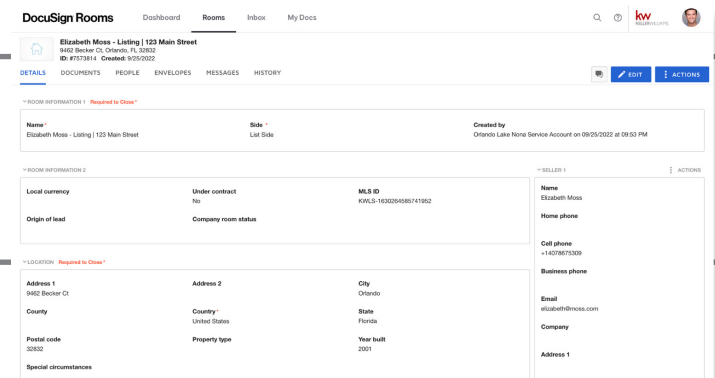 DocuSign Rooms Dashboard Rooms Inbox My Docs
kw
KELLERWILLIAMS
Elizabeth Moss - Listing | 123 Main Street
9462 Becker Ct, Orlando, FL 32832
ID: #7573814 Created: 9/25/2022
DETAILS DOCUMENTS PEOPLE ENVELOPES MESSAGES HISTORY
EDIT
ACTIONS
ROOM INFORMATION 1 Required to Close*
Name* Side * Created by
Elizabeth Moss - Listing | 123 Main Street List Side Orlando Lake Nona Service Account on 09/25/2022 at 09:53 PM
ROOM INFORMATION 2
Local currency Under contract MLS ID
No KWLS-1630264585741952
Origin of lead Company room status
LOCATION Required to Close*
Address 1 Address 2 City
9462 Becker Ct Orlando
County Country* State
United States Florida
Postal code Property type Year built
32832 2001
Special circumstances
SELLER 1 ACTIONS
Name
Elizabeth Moss
Home phone
Cell phone
+14078675309
Business phone
Email
elizabeth@moss.com
Company
Address 1